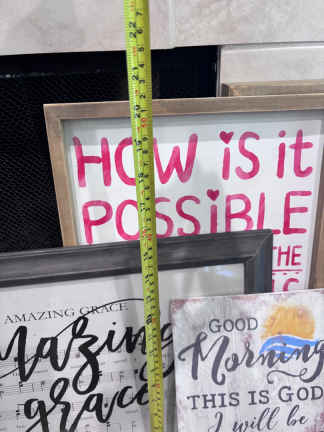 HOW iS iT
POSSIBLE
THE
AMAZING GRACE
Amazing
grace
GOOD
Morning
THIS IS GOD
I will be